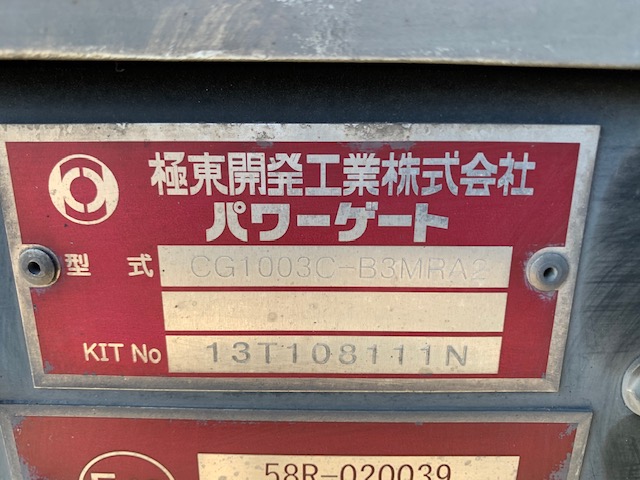 極東開発工業株式会社
パワーゲート
型 式 CG1003C-B3MRA2
KIT No 13T108111N
58R-020039